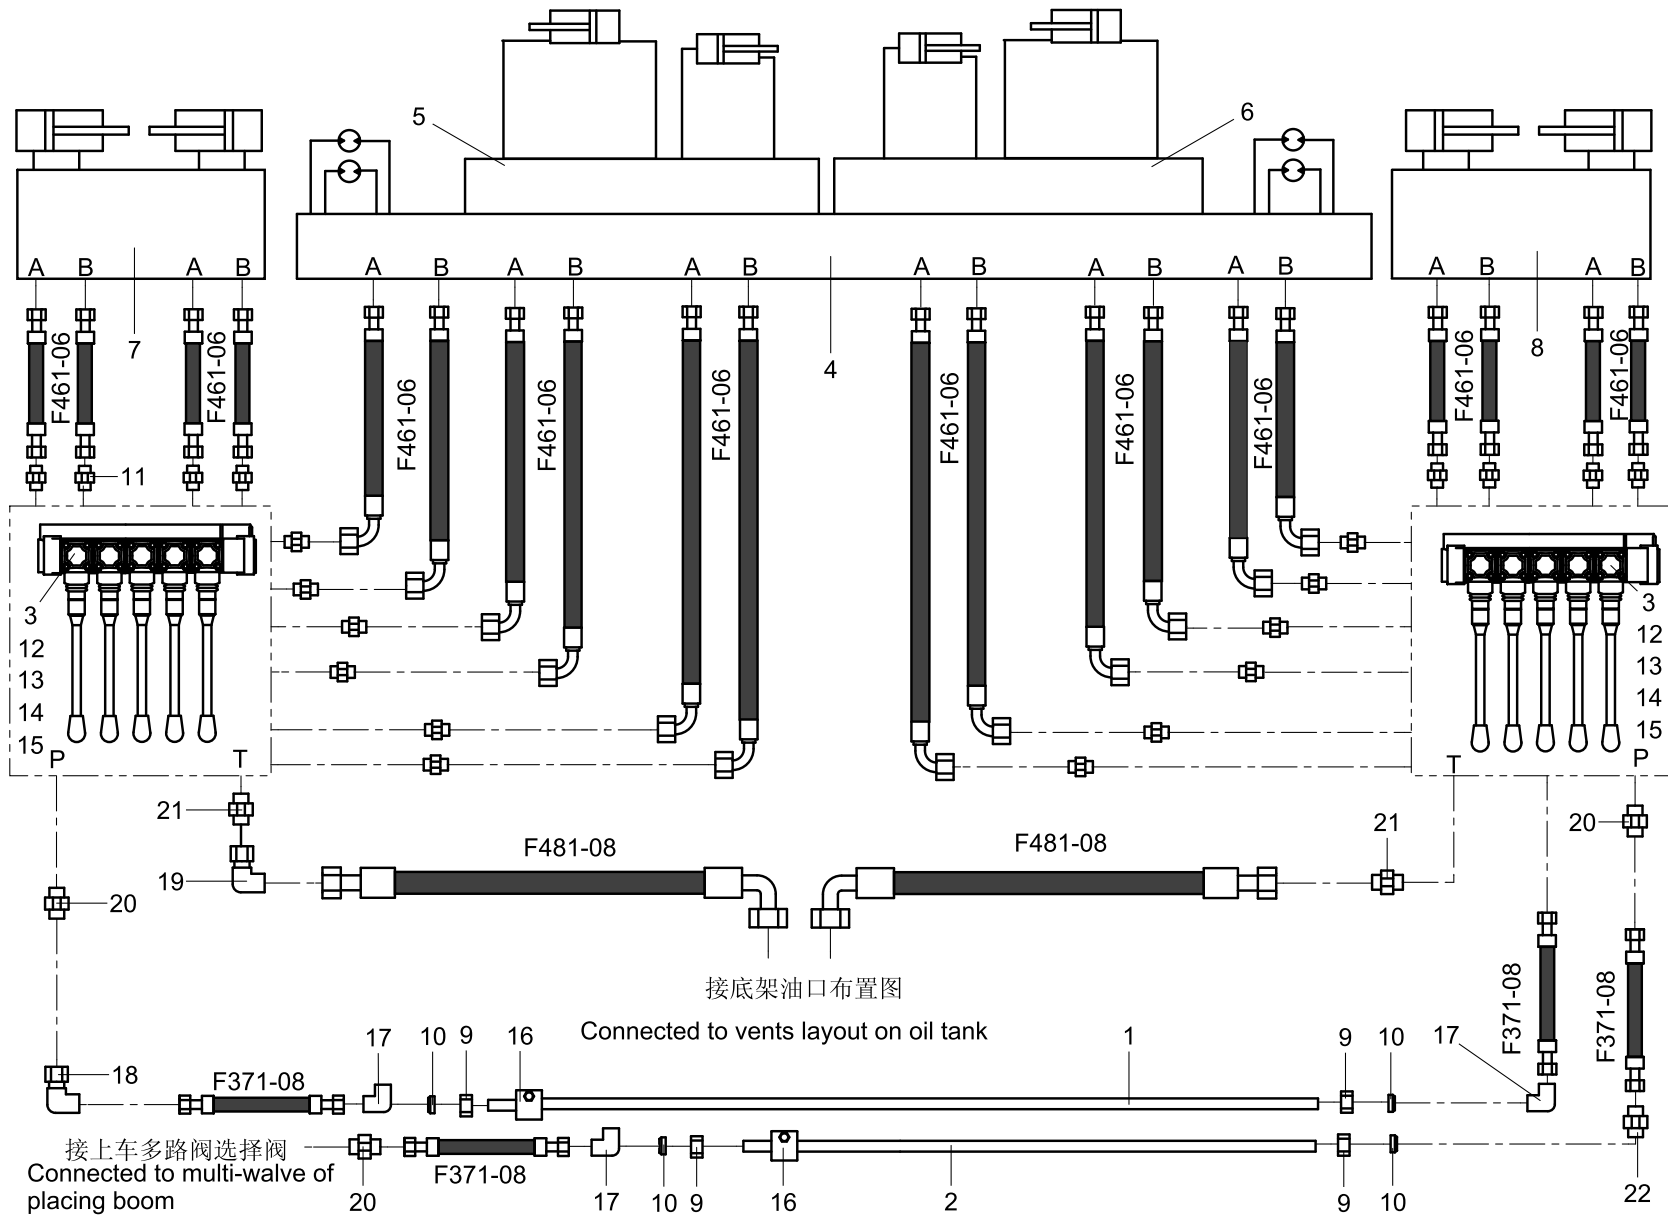 5
6
A B A B
A B A B A B A B A B A B
A B A B
7
4
8
F461-06
F461-06
F461-06
F461-06
F461-06
F461-06
F461-06
F461-06
F461-06
F461-06
11
3
12
13
14
15
P
T
3
12
13
14
15
T
P
21
19
20
F481-08
F481-08
21
20
接底架油口布置图
Connected to vents layout on oil tank
F371-08
F371-08
18
F371-08
17
10
9
16
1
9
10
17
接上车多路阀选择阀
Connected to multi-walve of
placing boom
20
F371-08
17
10
9
16
2
9
10
22